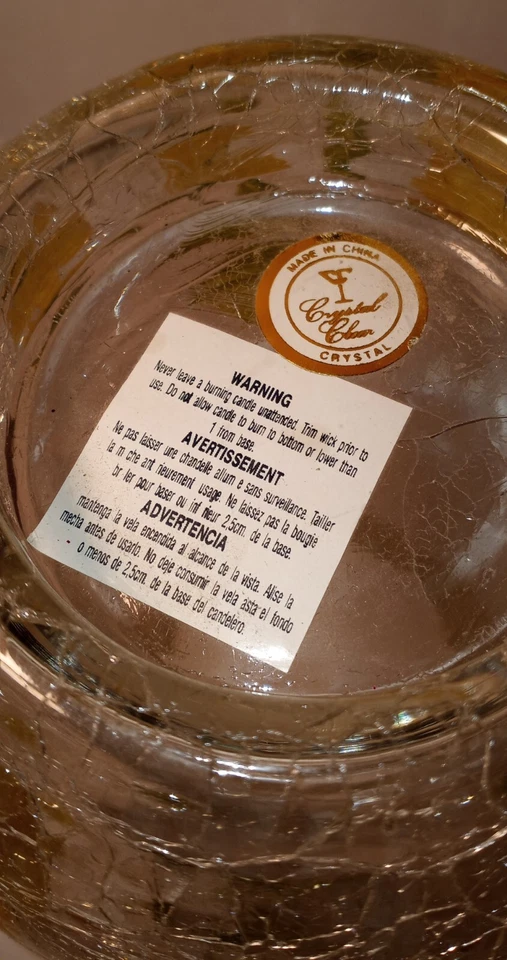 MADE IN CHINA
Crystal
Clear
CRYSTAL
WARNING
Never leave a burning candle unattended. Trim wick prior to
use. Do not allow candle to burn to bottom or lower than
1 from base.
AVERTISSEMENT
Ne pas laisser une chandelle allum e sans surveillance. Tailler
la m che ant rieurement usage. Ne laissez pas la bougie
br ler pour baser ou inf rieur 2,5cm. de la base.
ADVERTENCIA
mantenga la vela encendida al alcance de la vista. Alise la
mecha antes de usarlo. No deje consumir la vela asta el fondo
o menos de 2,5cm. de la base del candelero.